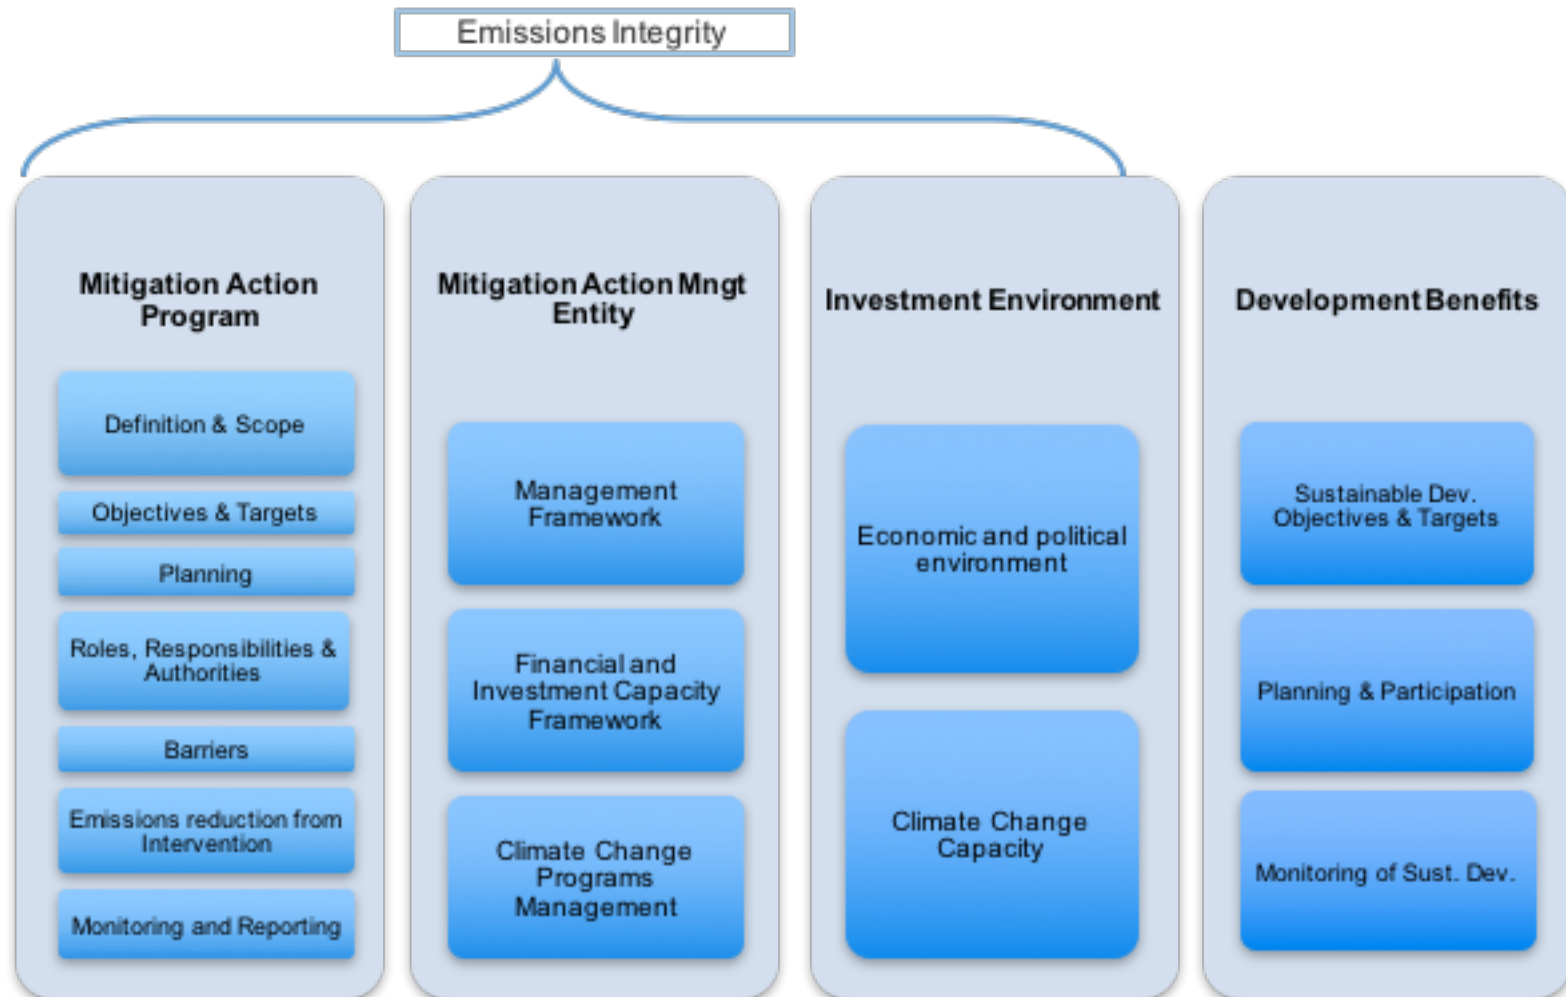 Emissions Integrity
Mitigation Action
Program
Definition & Scope
Objectives & Targets
Planning
Roles, Responsibilities &
Authorities
Barriers
Emissions reduction from
Intervention
Monitoring and Reporting
Mitigation Action Mngt
Entity
Management
Framework
Financial and
Investment Capacity
Framework
Climate Change
Programs
Management
Investment Environment
Economic and political
environment
Climate Change
Capacity
Development Benefits
Sustainable Dev.
Objectives & Targets
Planning & Participation
Monitoring of Sust. Dev.